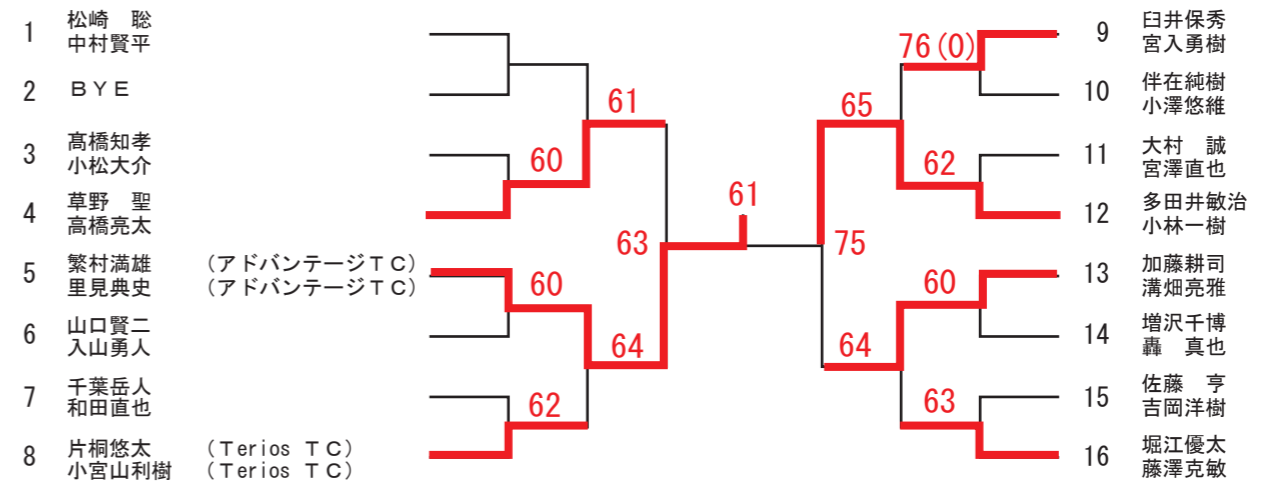 1 松崎　聡
中村賢平
2 ＢＹＥ
3 髙橋知孝
小松大介
4 草野　聖
高橋亮太
5 繁村満雄 （アドバンテージＴＣ）
里見典史 （アドバンテージＴＣ）
6 山口賢二
入山勇人
7 千葉岳人
和田直也
8 片桐悠太 （Terios ＴＣ）
小宮山利樹 （Terios ＴＣ）
61
60
63
60
64
62
61
76(0)
65
62
75
60
64
63
9 臼井保秀
宮入勇樹
10 伴在純樹
小澤悠維
11 大村　誠
宮澤直也
12 多田井敏治
小林一樹
13 加藤耕司
溝畑亮雅
14 増沢千博
轟　真也
15 佐藤　亨
吉岡洋樹
16 堀江優太
藤澤克敏